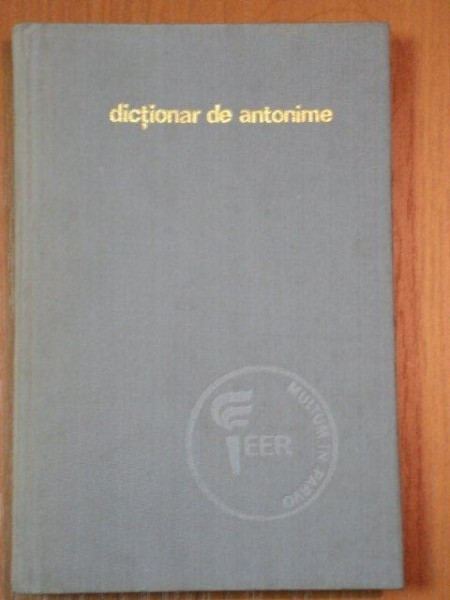 dicționar de antonime
EER
MULTUM IN PARVO